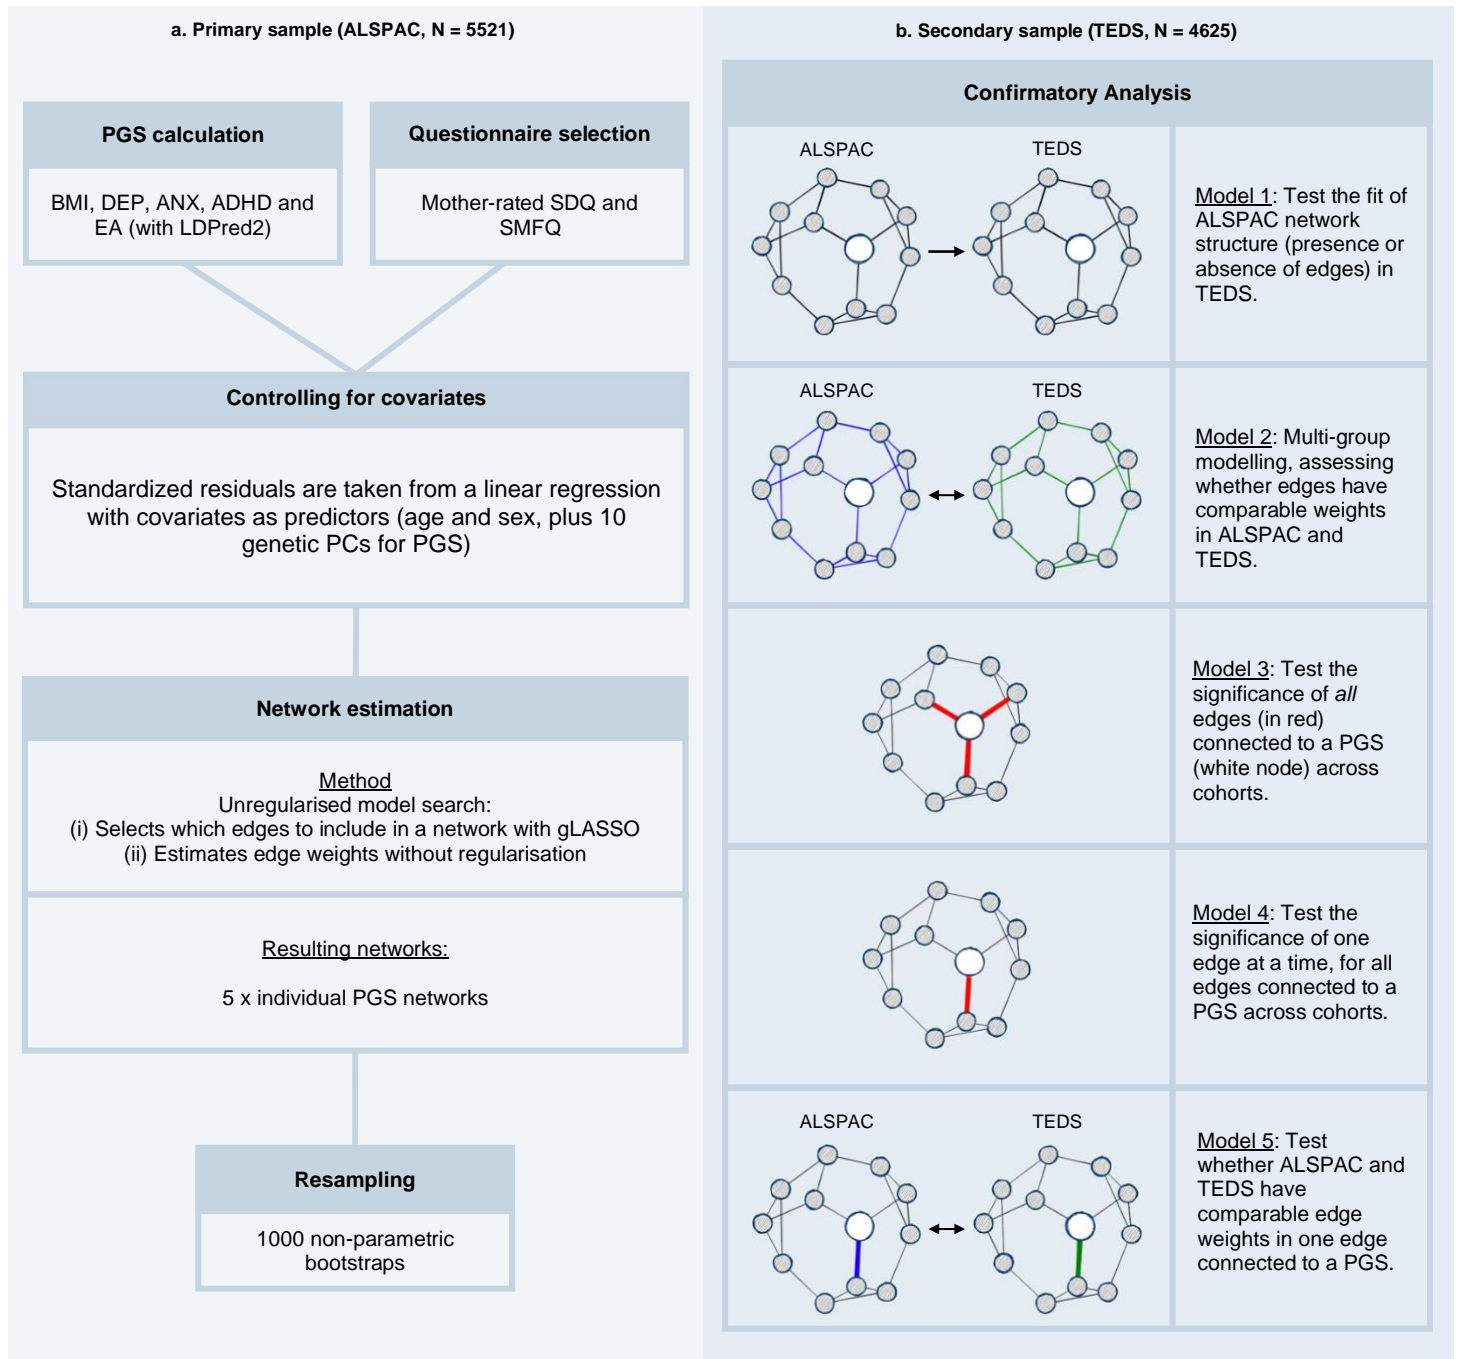 a. Primary sample (ALSPAC, N = 5521)
PGS calculation
BMI, DEP, ANX, ADHD and
EA (with LDPred2)
Questionnaire selection
Mother-rated SDQ and
SMFQ
Controlling for covariates
Standardized residuals are taken from a linear regression
with covariates as predictors (age and sex, plus 10
genetic PCs for PGS)
Network estimation
Method
Unregularised model search:
(i) Selects which edges to include in a network with gLASSO
(ii) Estimates edge weights without regularisation
Resulting networks:
5 x individual PGS networks
Resampling
1000 non-parametric
bootstraps
b. Secondary sample (TEDS, N = 4625)
Confirmatory Analysis
ALSPAC
TEDS
Model 1: Test the fit of
ALSPAC network
structure (presence or
absence of edges) in
TEDS.
ALSPAC
TEDS
Model 2: Multi-group
modelling, assessing
whether edges have
comparable weights
in ALSPAC and
TEDS.
Model 3: Test the
significance of all
edges (in red)
connected to a PGS
(white node) across
cohorts.
Model 4: Test the
significance of one
edge at a time, for all
edges connected to a
PGS across cohorts.
ALSPAC
TEDS
Model 5: Test
whether ALSPAC and
TEDS have
comparable edge
weights in one edge
connected to a PGS.